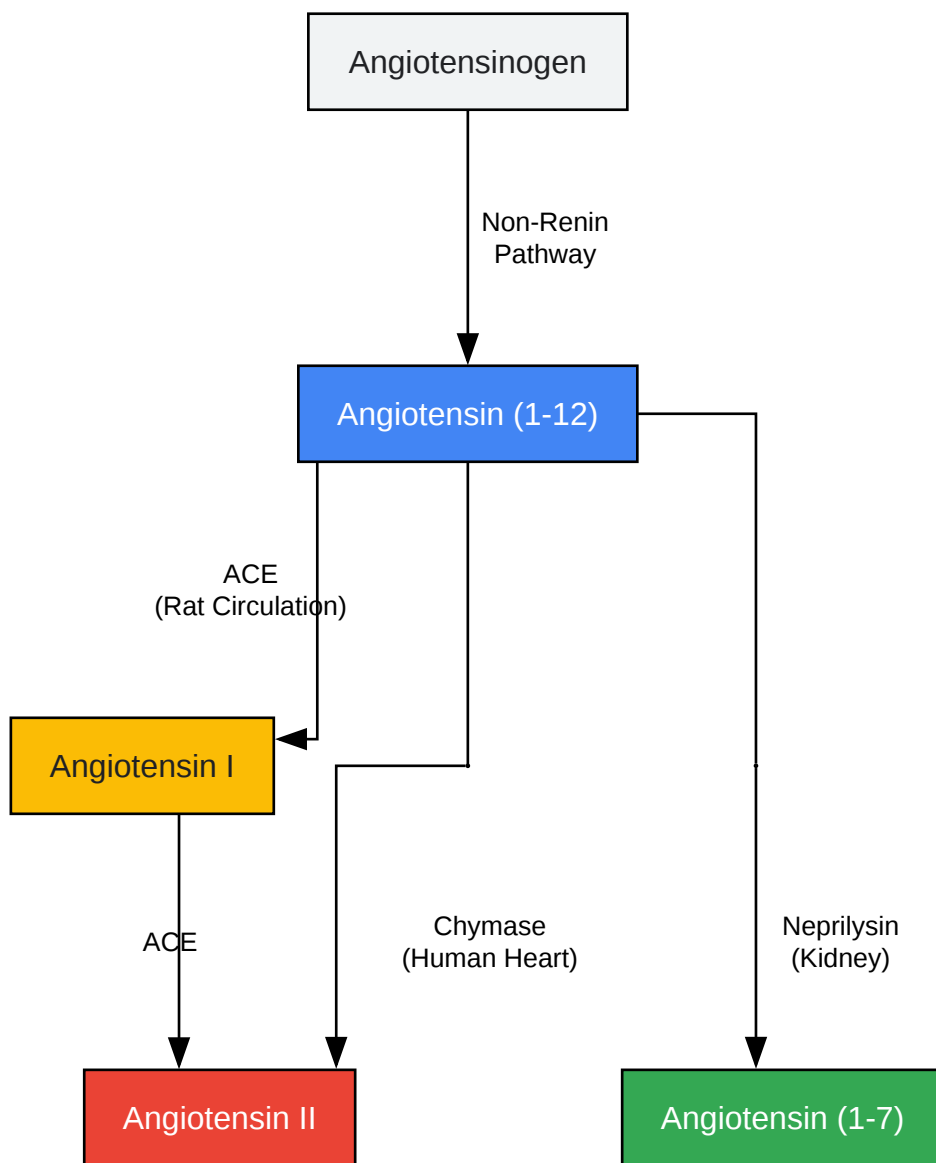 Angiotensinogen
Non-Renin
Pathway
Angiotensin (1-12)
ACE
(Rat Circulation)
Angiotensin I
ACE
Chymase
(Human Heart)
Neprilysin
(Kidney)
Angiotensin II
Angiotensin (1-7)